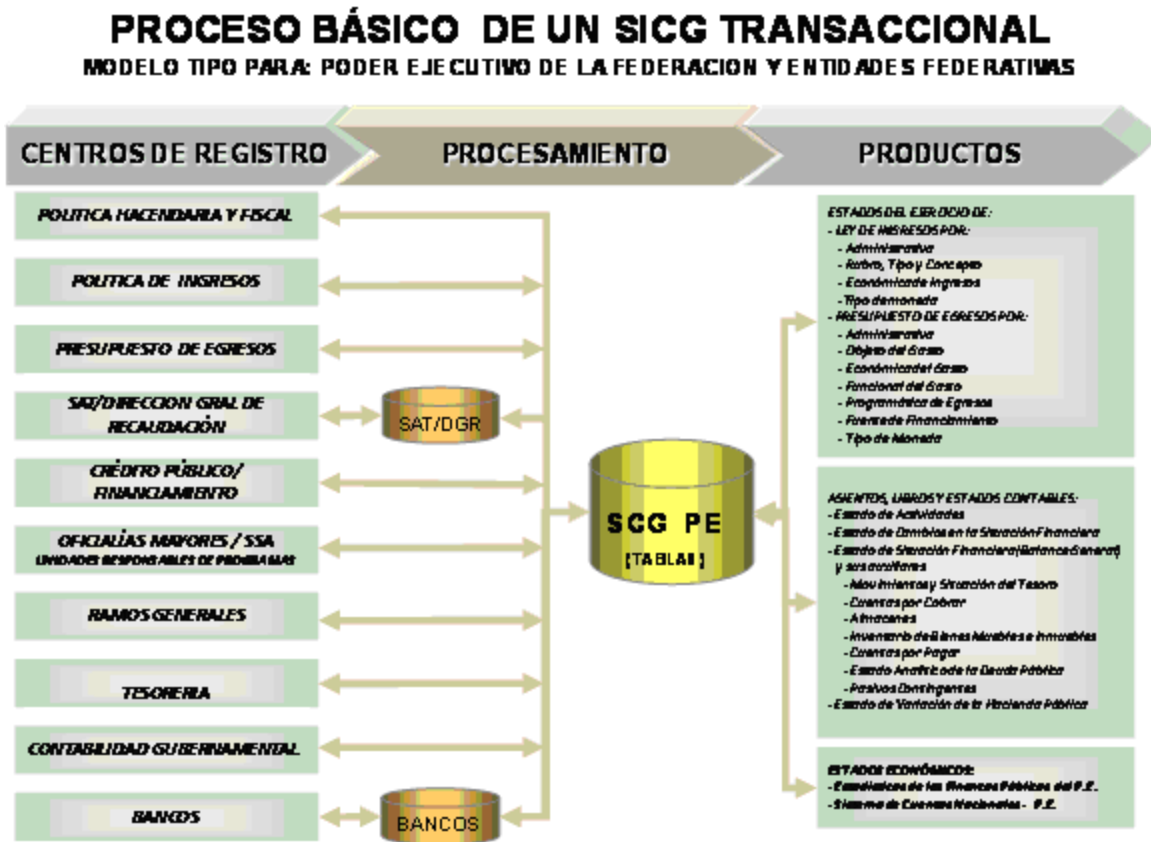 PROCESO BÁSICO DE UN SICG TRANSACCIONAL
MODELO TIPO PARA: PODER EJECUTIVO DE LA FEDERACION Y ENTIDADES FEDERATIVAS
CENTROS DE REGISTRO
PROCESAMIENTO
PRODUCTOS
POLITICA HACENDARIA Y FISCAL
POLITICA DE INGRESOS
PRESUPUESTO DE EGRESOS
SAT/DIRECCION GRAL DE
RECAUDACIÓN
CRÉDITO PÚBLICO/
FINANCIAMIENTO
OFICIALÍAS MAYORES / SSA
UNIDADES RESPONSABLES DE PROGRAMAS
RAMOS GENERALES
TESORERIA
CONTABILIDAD GUBERNAMENTAL
BANCOS
SAT/DGR
BANCOS
SCG PE
(TABLAS)
ESTADOS DEL EJERCICIO DE:
- LEY DE INGRESOS POR:
- Administrativa
- Rubro, Tipo y Concepto
- Económica de Ingresos
- Tipo de moneda
- PRESUPUESTO DE EGRESOS POR:
- Administrativa
- Objeto del Gasto
- Económica del Gasto
- Funcional del Gasto
- Programática de Egresos
- Fuente de Financiamiento
- Tipo de Moneda
ASIENTOS, LIBROS Y ESTADOS CONTABLES:
- Estado de Actividades
- Estado de Cambios en la Situación Financiera
- Estado de Situación Financiera (Balance General)
y sus auxiliares
- Movimientos y Situación del Tesoro
- Cuentas por Cobrar
- Almacenes
- Inventario de Bienes Muebles e Inmuebles
- Cuentas por Pagar
- Estado Analítico de la Deuda Pública
- Pasivos Contingentes
- Estado de Variación de la Hacienda Pública
ESTADOS ECONÓMICOS:
- Estadísticas de las Finanzas Públicas del P.E.
- Sistema de Cuentas Nacionales - P.E.